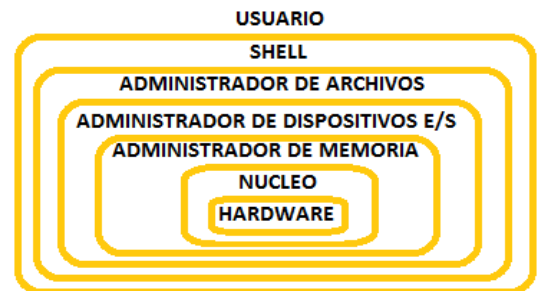 USUARIO
SHELL
ADMINISTRADOR DE ARCHIVOS
ADMINISTRADOR DE DISPOSITIVOS E/S
ADMINISTRADOR DE MEMORIA
NUCLEO
HARDWARE